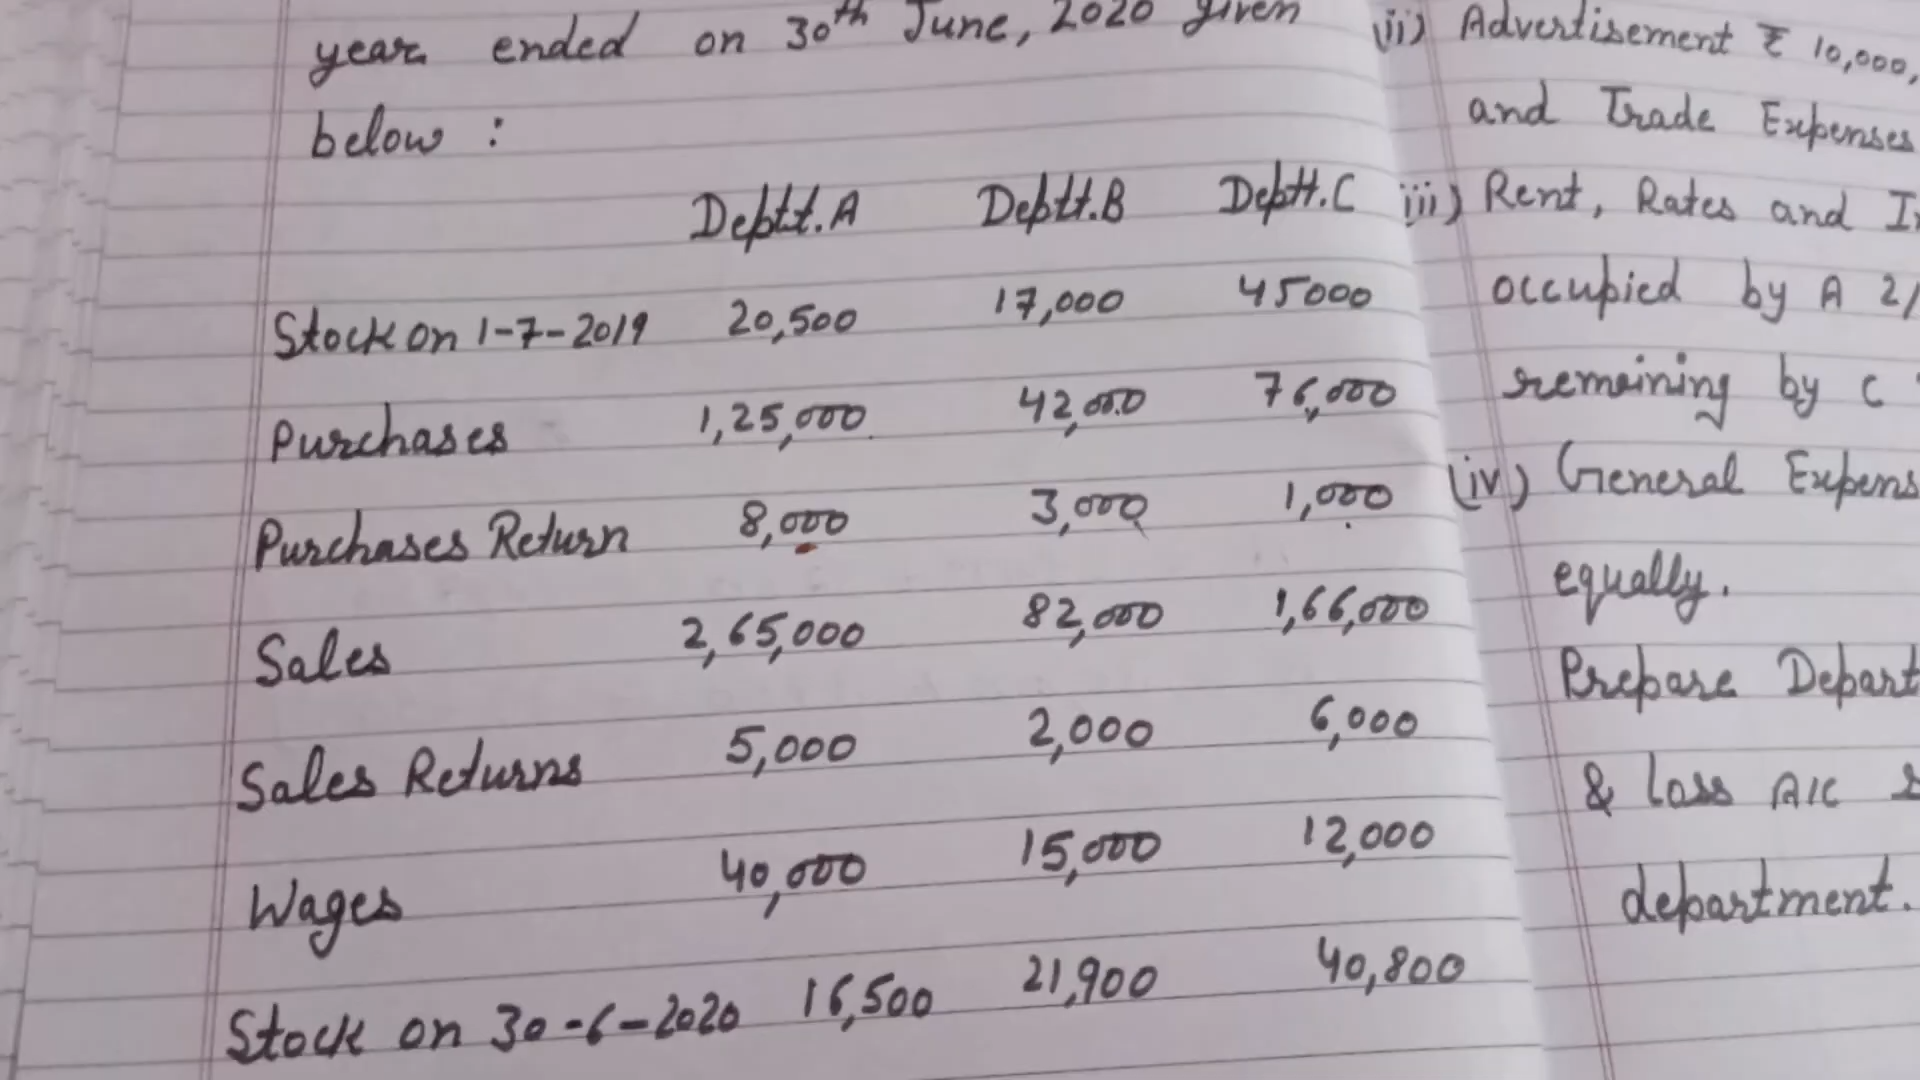 year ended on 30th June, 2020 given
below :
Deptt.A Deptt.B Deptt.C
Stock on 1-7-2019 20,500 17,000 45000
Purchases 1,25,000 42,000 76,000
Purchases Return 8,000 3,000 1,000
Sales 2,65,000 82,000 1,66,000
Sales Returns 5,000 2,000 6,000
Wages 40,000 15,000 12,000
Stock on 30-6-2020 16,500 21,900 40,800
(ii) Advertisement ₹ 10,000,
and Trade Expenses
iii) Rent, Rates and
occupied by A 2/
remaining by C
(iv) General Expens
equally.
Prepare Depart
& Loss A/C
department.